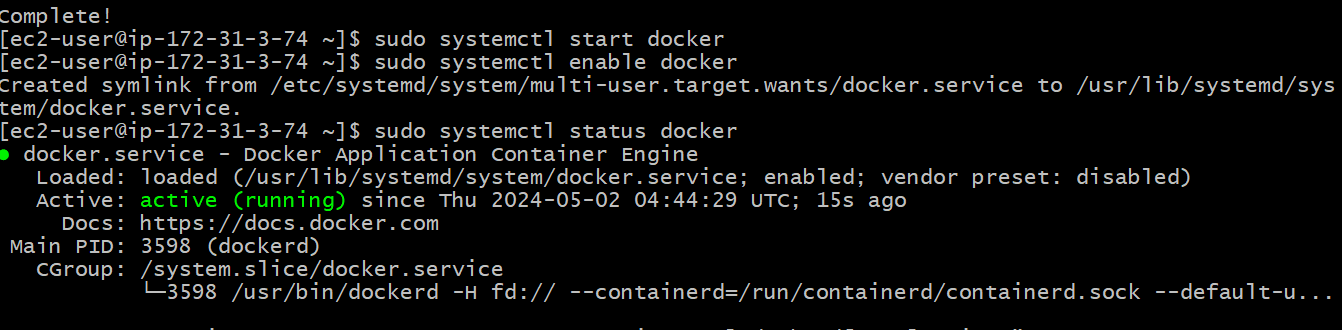 Complete!
[ec2-user@ip-172-31-3-74 ~]$ sudo systemctl start docker
[ec2-user@ip-172-31-3-74 ~]$ sudo systemctl enable docker
Created symlink from /etc/systemd/system/multi-user.target.wants/docker.service to /usr/lib/systemd/sys
tem/docker.service.
[ec2-user@ip-172-31-3-74 ~]$ sudo systemctl status docker
● docker.service - Docker Application Container Engine
   Loaded: loaded (/usr/lib/systemd/system/docker.service; enabled; vendor preset: disabled)
   Active: active (running) since Thu 2024-05-02 04:44:29 UTC; 15s ago
     Docs: https://docs.docker.com
 Main PID: 3598 (dockerd)
   CGroup: /system.slice/docker.service
           └─3598 /usr/bin/dockerd -H fd:// --containerd=/run/containerd/containerd.sock --default-u...